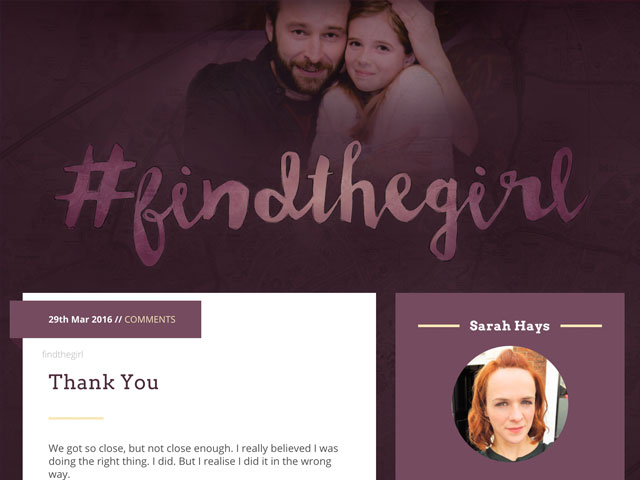 #findthegirl
29th Mar 2016 // COMMENTS
findthegirl
Thank You
We got so close, but not close enough. I really believed I was
doing the right thing. I did. But I realise I did it in the wrong
way.
Sarah Hays